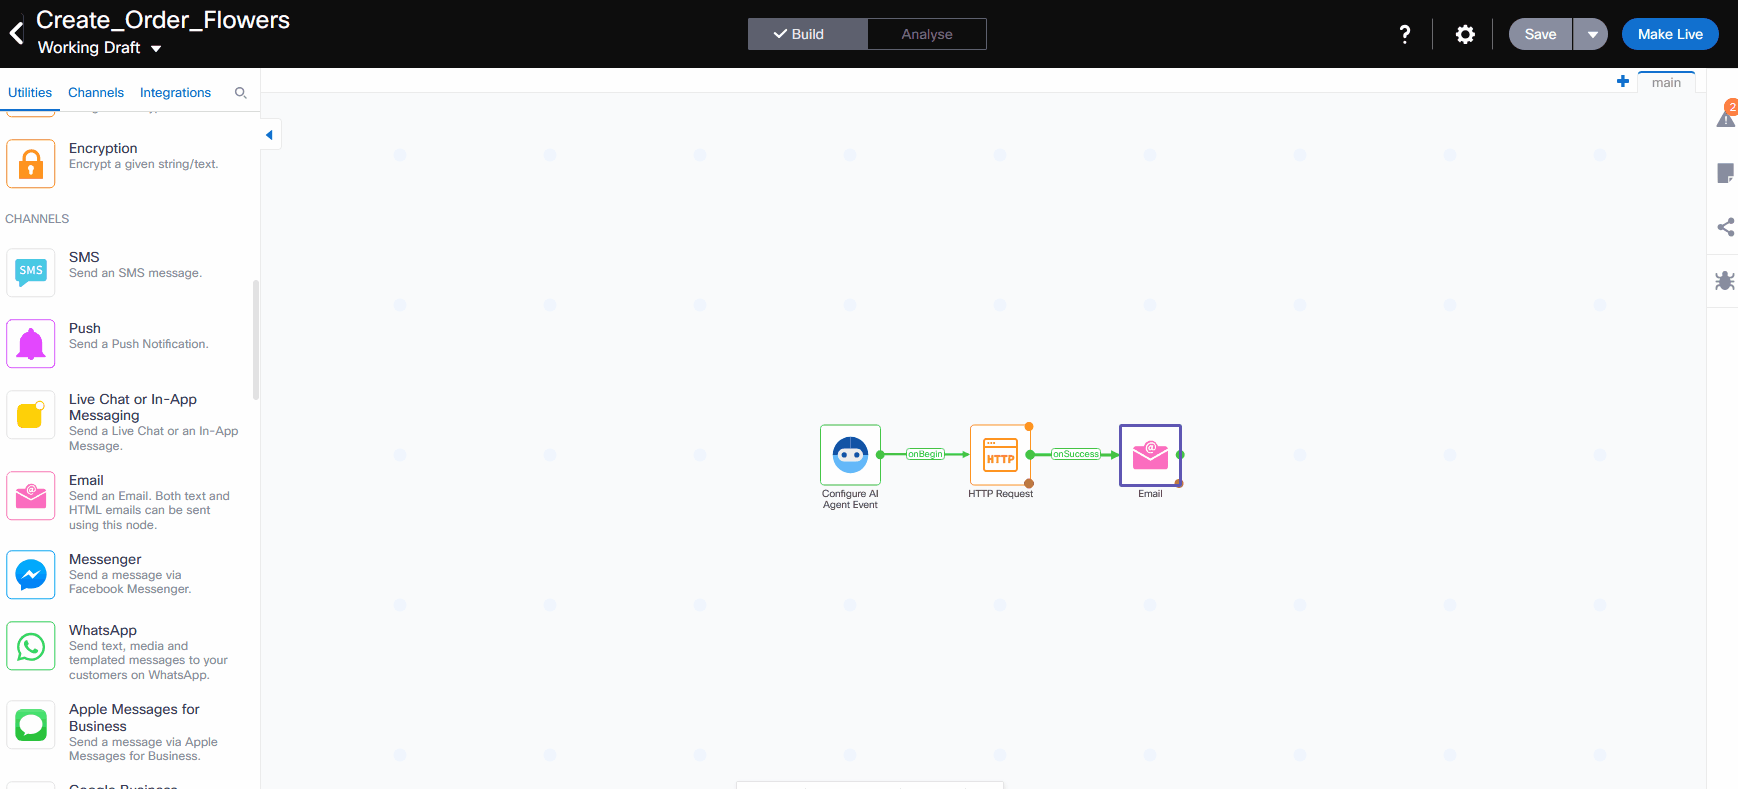 Create_Order_Flowers
Working Draft
Build
Analyse
?
Save
Make Live
Utilities
Channels
Integrations
main
2
Encryption
Encrypt a given string/text.
CHANNELS
SMS
SMS
Send an SMS message.
Push
Send a Push Notification.
Live Chat or In-App
Messaging
Send a Live Chat or an In-App
Message.
Email
Send an Email. Both text and
HTML emails can be sent
using this node.
Messenger
Send a message via
Facebook Messenger.
WhatsApp
Send text, media and
templated messages to your
customers on WhatsApp.
Apple Messages for
Business
Send a message via Apple
Messages for Business.
Google Business
onBegin
HTTP
onSuccess
@
Configure AI
Agent Event
HTTP Request
Email